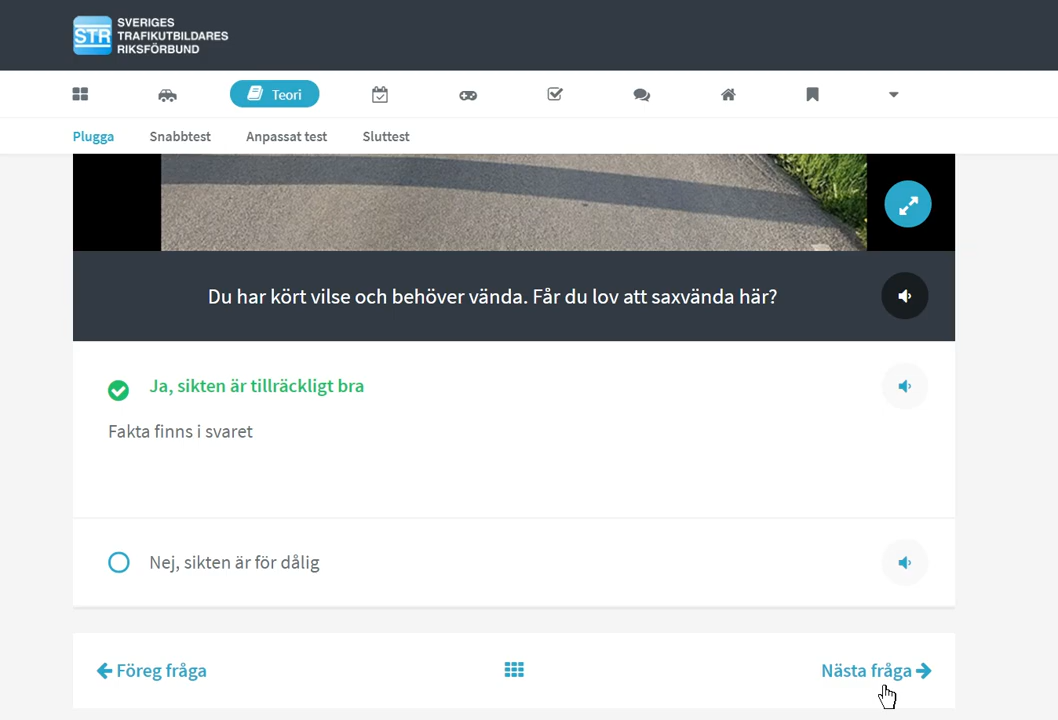 STR
SVERIGES
TRAFIKUTBILDARES
RIKSFÖRBUND
Teori
Plugga
Snabbtest
Anpassat test
Sluttest
Du har kört vilse och behöver vända. Får du lov att saxvända här?
Ja, sikten är tillräckligt bra
Fakta finns i svaret
Nej, sikten är för dålig
Föreg fråga
Nästa fråga